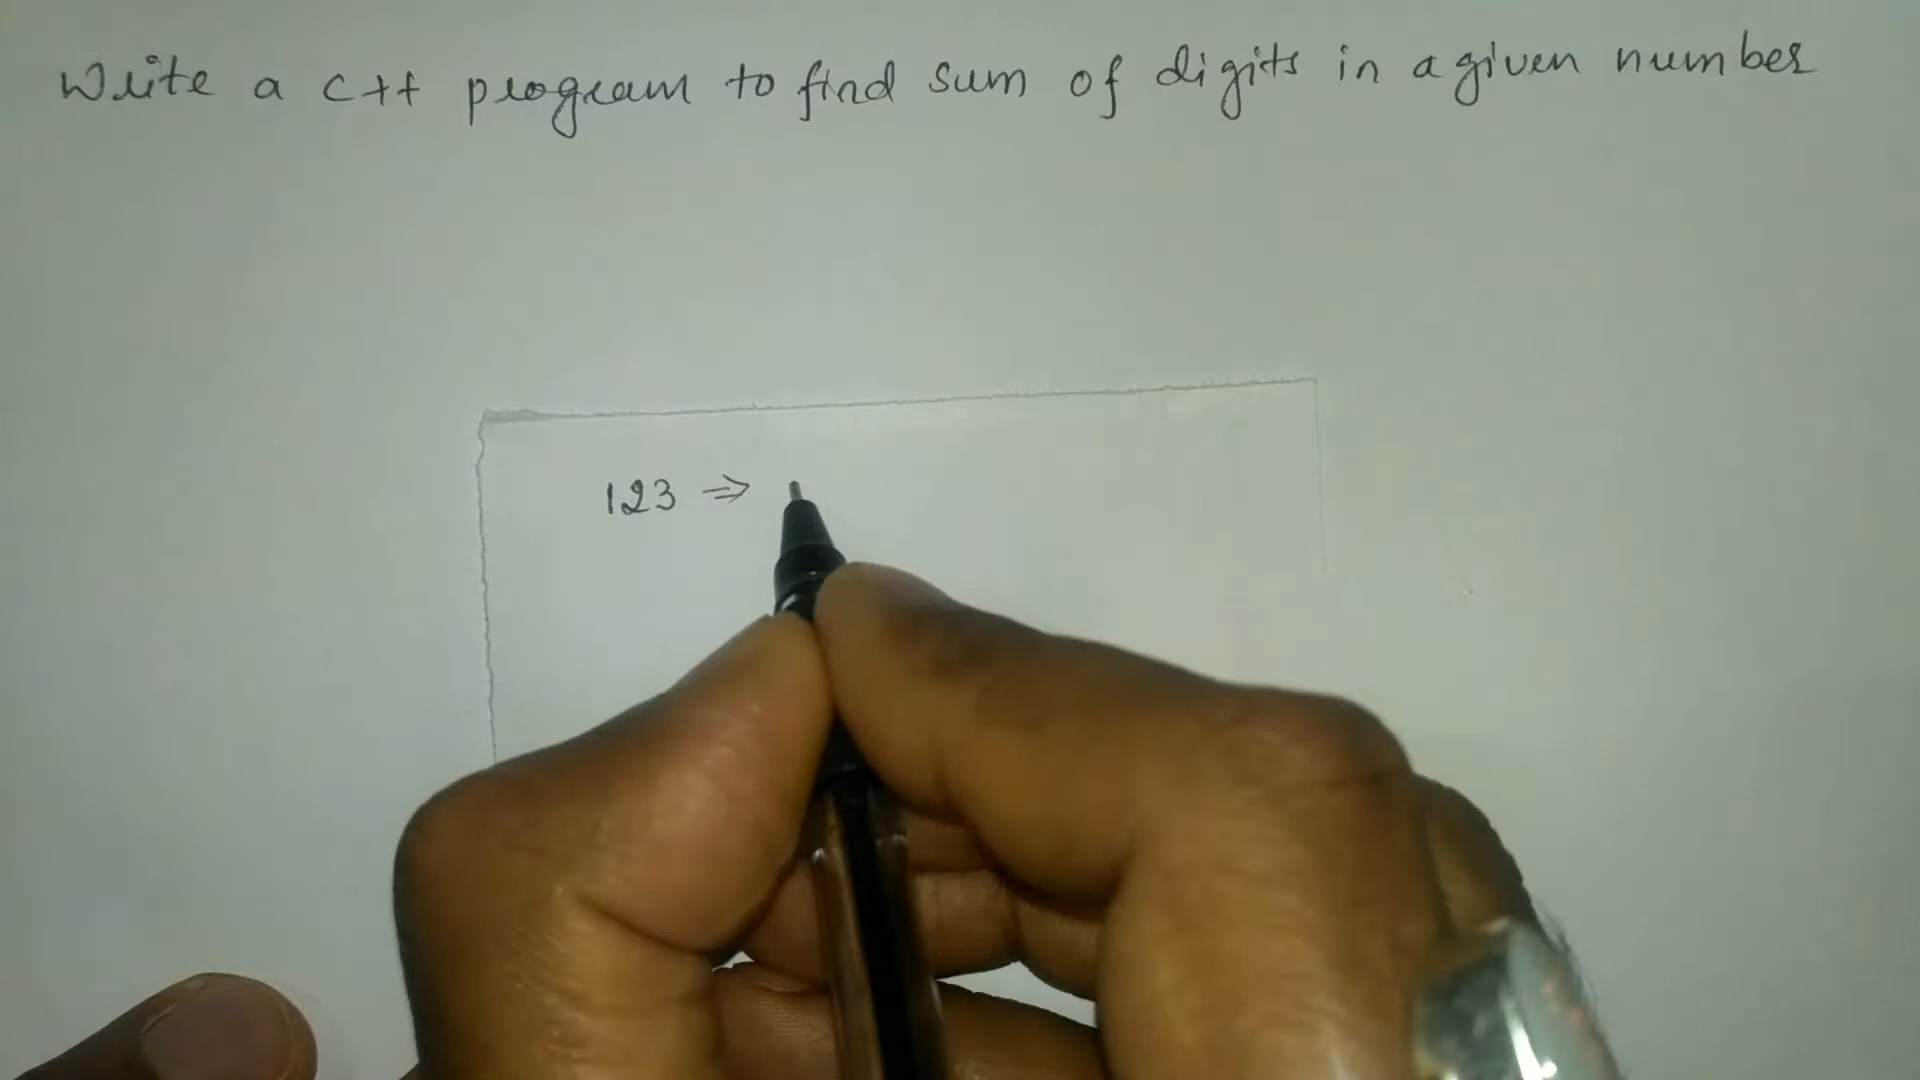 Write a c++ program to find sum of digits in a given number
123 ⇒